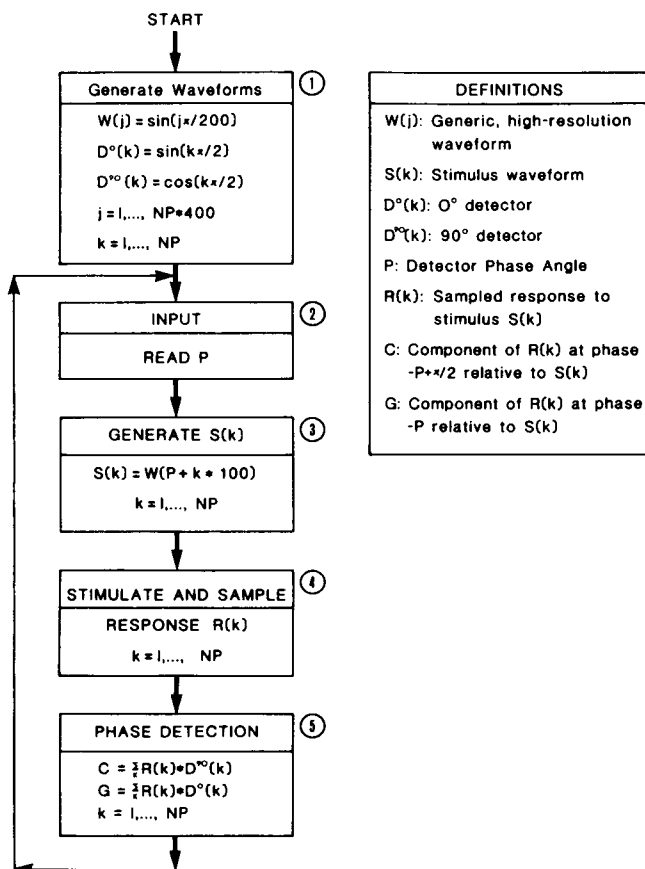 START
①
Generate Waveforms
W(j)=sin(jπ/200)
D°(k)=sin(kπ/2)
D⁹⁰(k)=cos(kπ/2)
j=1,..., NP*400
k=1,..., NP
②
INPUT
READ P
③
GENERATE S(k)
S(k)=W(P+k*100)
k=1,..., NP
④
STIMULATE AND SAMPLE
RESPONSE R(k)
k=1,..., NP
⑤
PHASE DETECTION
C = Σ R(k)*D⁹⁰(k)
G = Σ R(k)*D°(k)
k = 1,..., NP
DEFINITIONS
W(j): Generic, high-resolution
waveform
S(k): Stimulus waveform
D°(k): 0° detector
D⁹⁰(k): 90° detector
P: Detector Phase Angle
R(k): Sampled response to
stimulus S(k)
C: Component of R(k) at phase
-P+π/2 relative to S(k)
G: Component of R(k) at phase
-P relative to S(k)